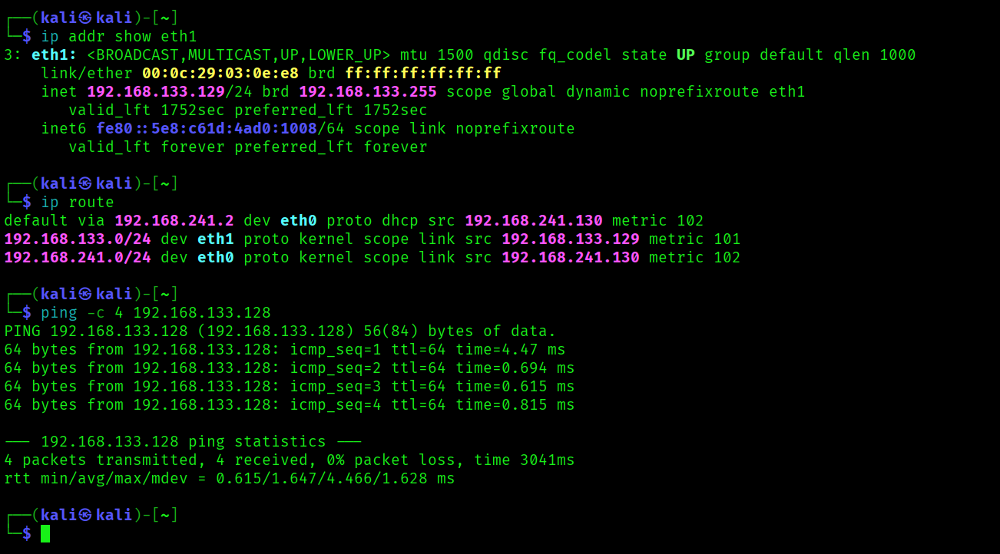 ┌──(kali㉿kali)-[~]
└─$ ip addr show eth1
3: eth1: <BROADCAST,MULTICAST,UP,LOWER_UP> mtu 1500 qdisc fq_codel state UP group default qlen 1000
    link/ether 00:0c:29:03:0e:e8 brd ff:ff:ff:ff:ff:ff
    inet 192.168.133.129/24 brd 192.168.133.255 scope global dynamic noprefixroute eth1
       valid_lft 1752sec preferred_lft 1752sec
    inet6 fe80::5e8:c61d:4ad0:1008/64 scope link noprefixroute
       valid_lft forever preferred_lft forever

┌──(kali㉿kali)-[~]
└─$ ip route
default via 192.168.241.2 dev eth0 proto dhcp src 192.168.241.130 metric 102
192.168.133.0/24 dev eth1 proto kernel scope link src 192.168.133.129 metric 101
192.168.241.0/24 dev eth0 proto kernel scope link src 192.168.241.130 metric 102

┌──(kali㉿kali)-[~]
└─$ ping -c 4 192.168.133.128
PING 192.168.133.128 (192.168.133.128) 56(84) bytes of data.
64 bytes from 192.168.133.128: icmp_seq=1 ttl=64 time=4.47 ms
64 bytes from 192.168.133.128: icmp_seq=2 ttl=64 time=0.694 ms
64 bytes from 192.168.133.128: icmp_seq=3 ttl=64 time=0.615 ms
64 bytes from 192.168.133.128: icmp_seq=4 ttl=64 time=0.815 ms

--- 192.168.133.128 ping statistics ---
4 packets transmitted, 4 received, 0% packet loss, time 3041ms
rtt min/avg/max/mdev = 0.615/1.647/4.466/1.628 ms

┌──(kali㉿kali)-[~]
└─$